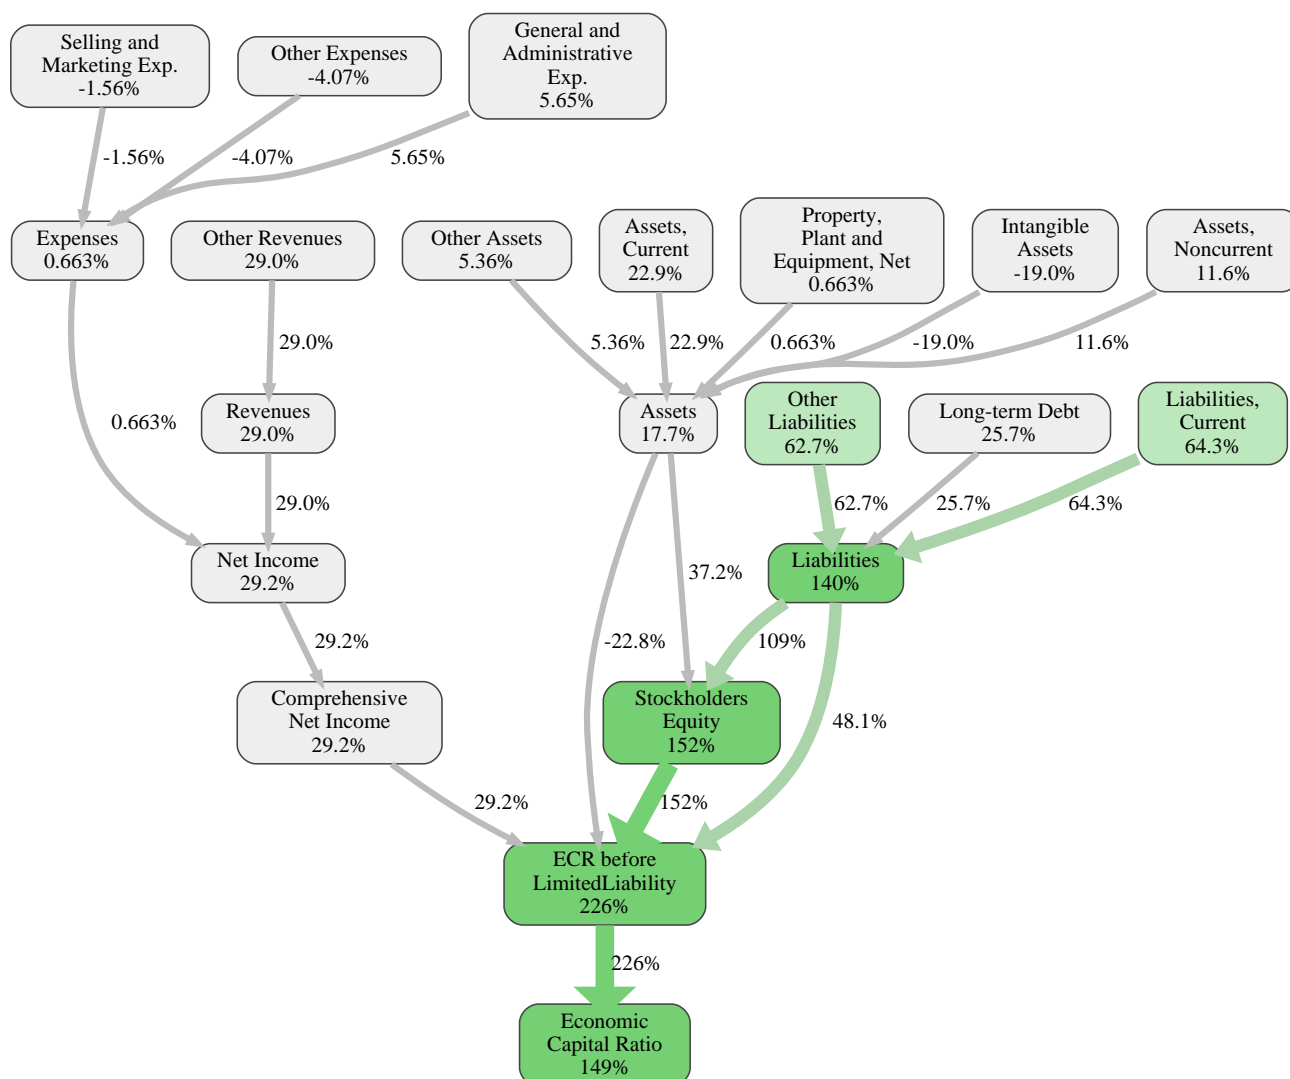 Selling and
Marketing Exp.
-1.56%
Other Expenses
-4.07%
General and
Administrative
Exp.
5.65%
-1.56%
-4.07%
5.65%
Expenses
0.663%
Other Revenues
29.0%
Other Assets
5.36%
Assets,
Current
22.9%
Property,
Plant and
Equipment, Net
0.663%
Intangible
Assets
-19.0%
Assets,
Noncurrent
11.6%
29.0%
5.36%
22.9%
0.663%
-19.0%
11.6%
0.663%
Revenues
29.0%
Assets
17.7%
Other
Liabilities
62.7%
Long-term Debt
25.7%
Liabilities,
Current
64.3%
29.0%
62.7%
25.7%
64.3%
Net Income
29.2%
37.2%
Liabilities
140%
29.2%
-22.8%
109%
Comprehensive
Net Income
29.2%
Stockholders
Equity
152%
48.1%
29.2%
152%
ECR before
LimitedLiability
226%
226%
Economic
Capital Ratio
149%